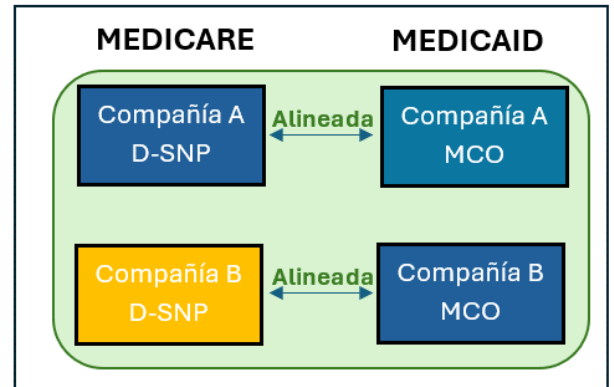 MEDICARE
MEDICAID
Compañía A
D-SNP
Alineada
Compañía A
MCO
Compañía B
D-SNP
Alineada
Compañía B
MCO